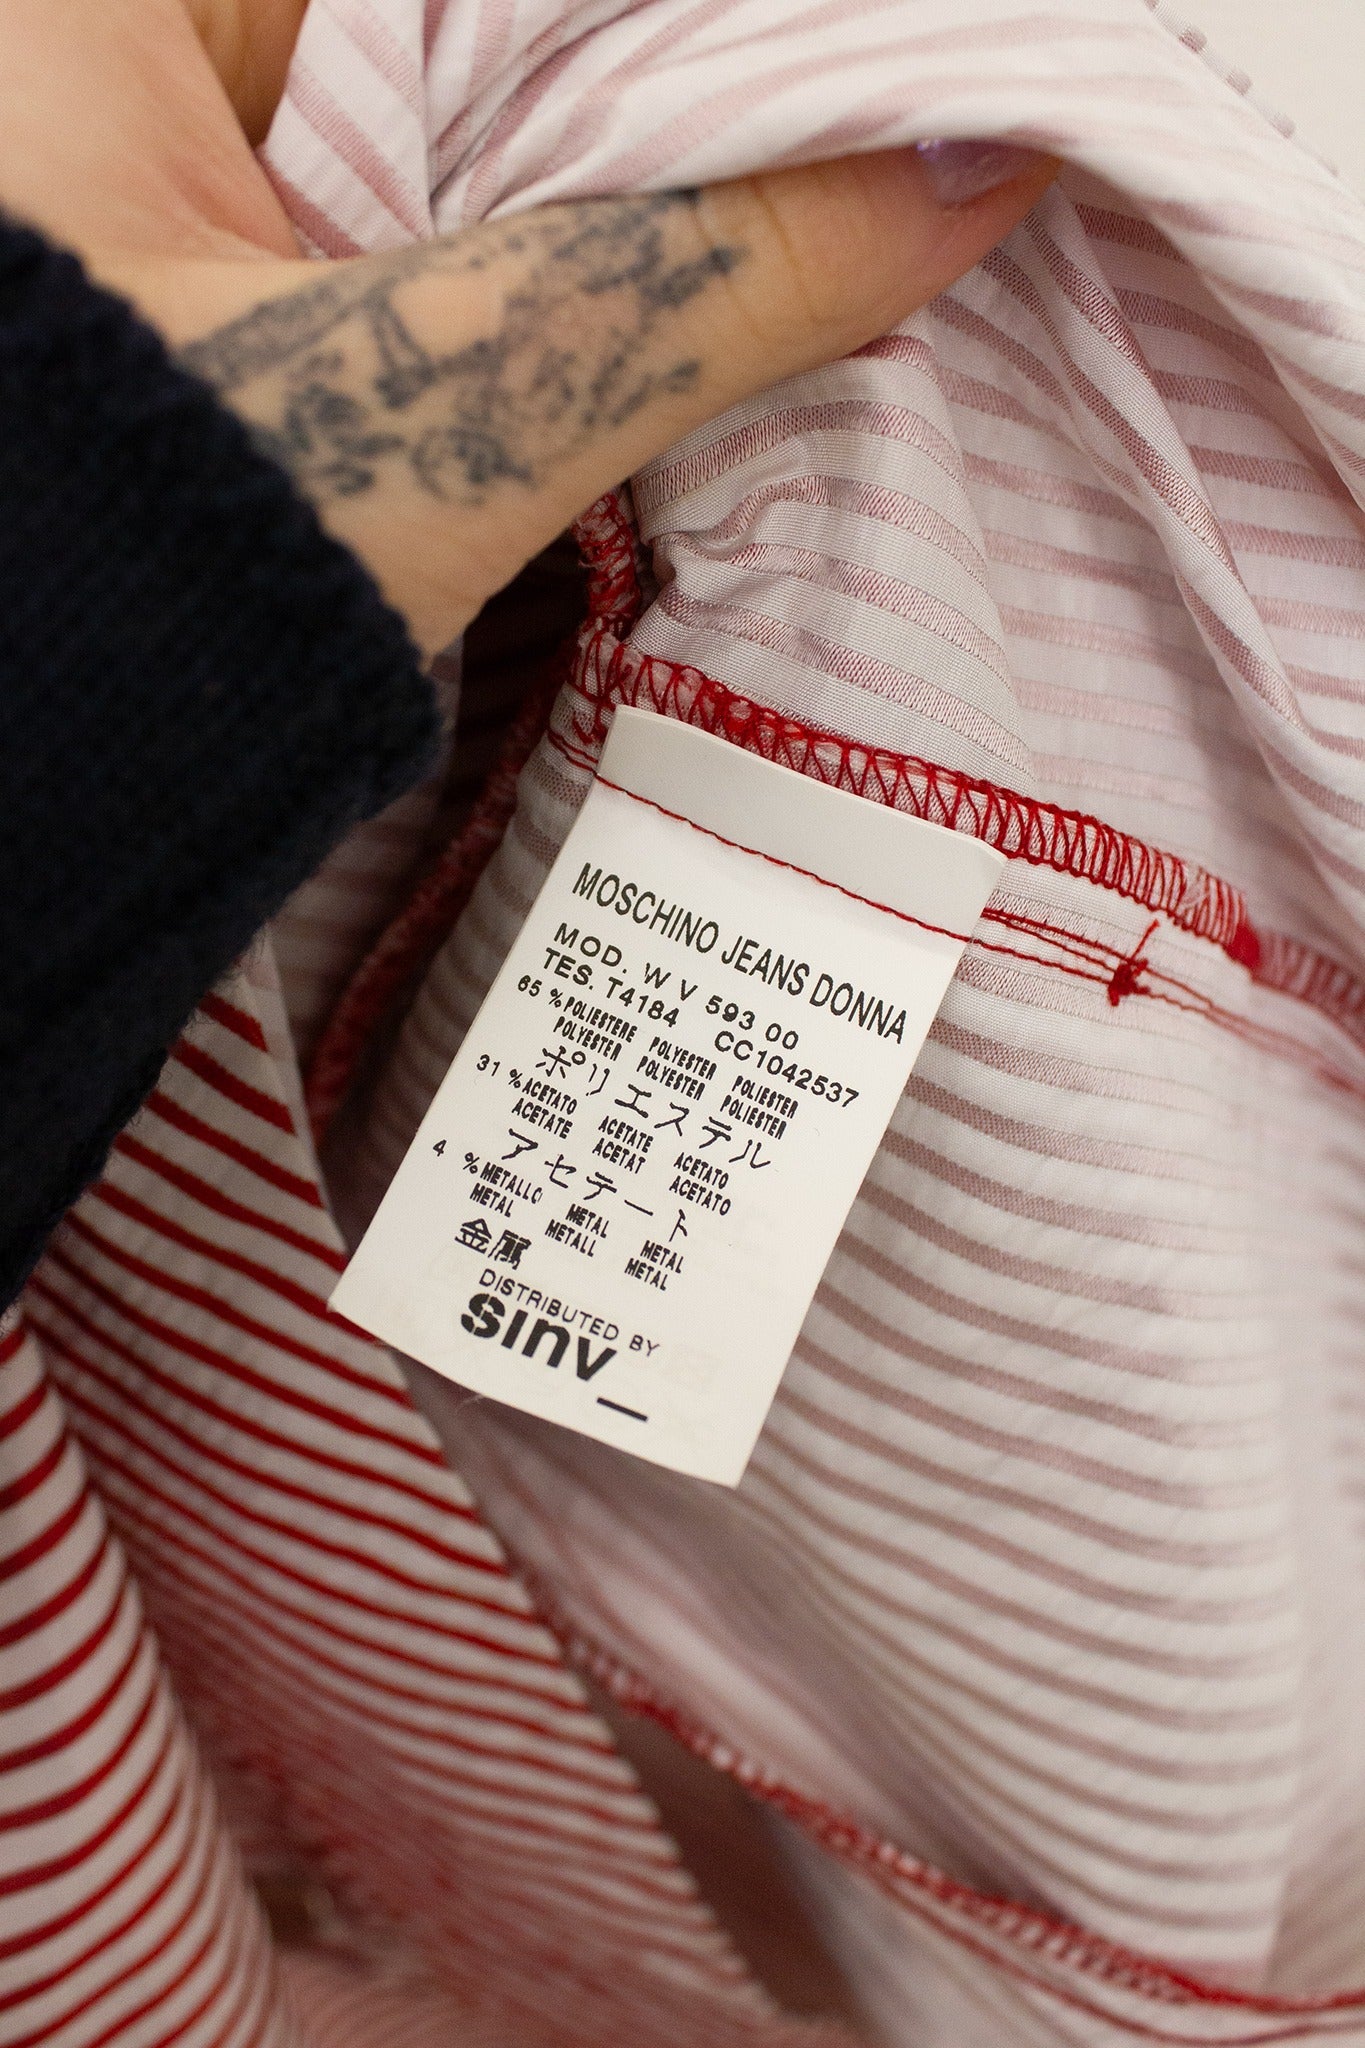 MOSCHINO JEANS DONNA
MOD. W V 593 00
TES. T4184 CC1042537
65 % POLIESTERE POLYESTER POLIESTER
POLYESTER POLYESTER POLIESTER
ポリエステル
31 % ACETATO ACETATE ACETATO
ACETATE ACETAT ACETATO
アセテート
4 % METALLO METAL METAL
METAL METALL METAL
金属
DISTRIBUTED BY
sinv_